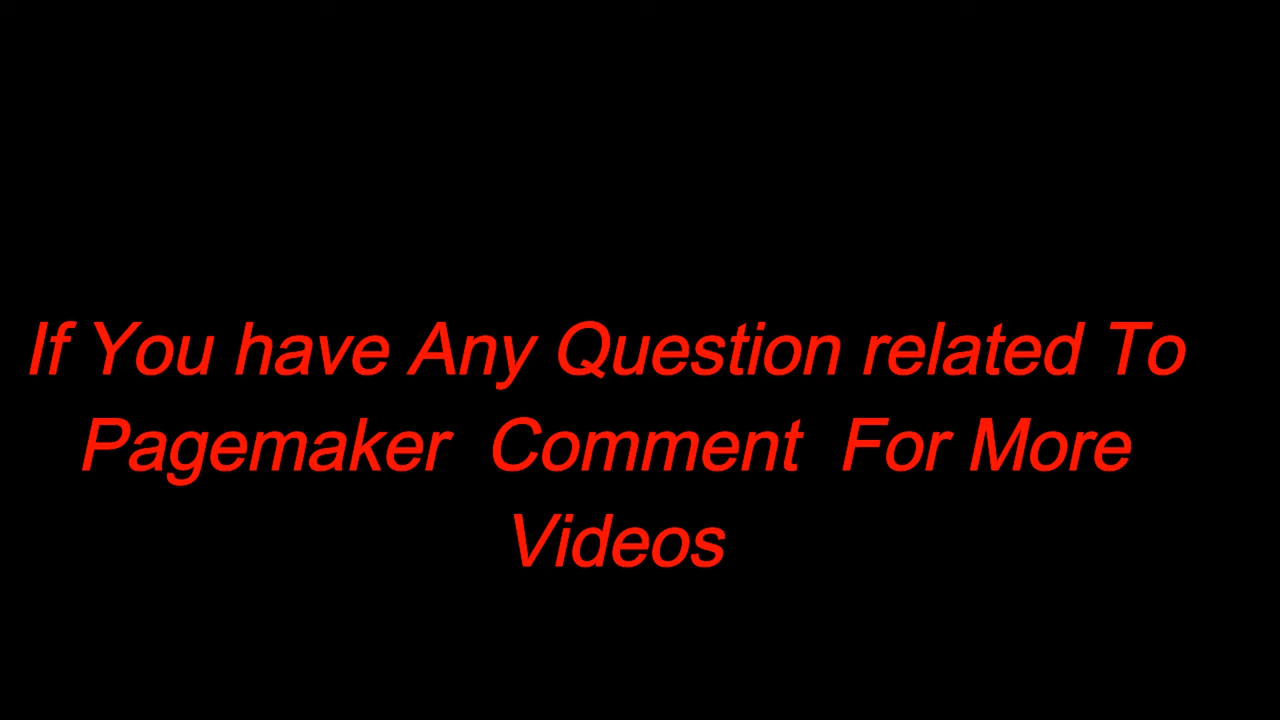 If You have Any Question related To
Pagemaker  Comment  For More
Videos